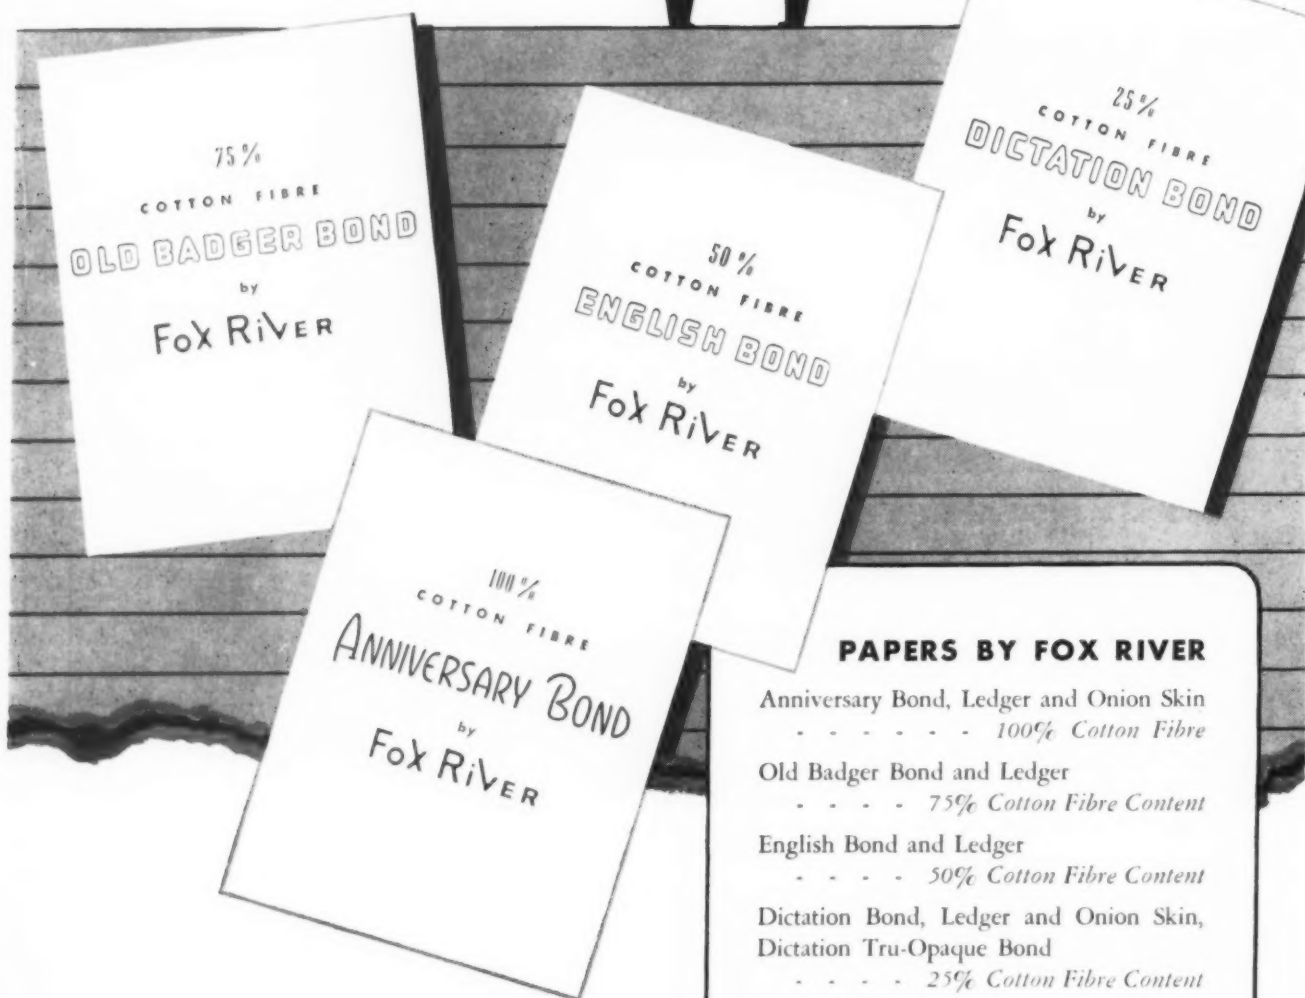 75%
COTTON FIBRE
OLD BADGER BOND
by
FOX RiVER
50%
COTTON FIBRE
ENGLISH BOND
by
FOX RiVER
25%
COTTON FIBRE
DICTATION BOND
by
FOX RiVER
100%
COTTON FIBRE
ANNIVERSARY BOND
by
FOX RiVER
PAPERS BY FOX RIVER
Anniversary Bond, Ledger and Onion Skin
- - - - - - 100% Cotton Fibre
Old Badger Bond and Ledger
- - - - 75% Cotton Fibre Content
English Bond and Ledger
- - - - 50% Cotton Fibre Content
Dictation Bond, Ledger and Onion Skin,
Dictation Tru-Opaque Bond
- - - - 25% Cotton Fibre Content